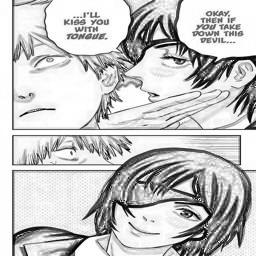 OKAY,
THEN IF
YOU TAKE
DOWN THIS
DEVIL...
...I'LL
KISS YOU
WITH
TONGUE.